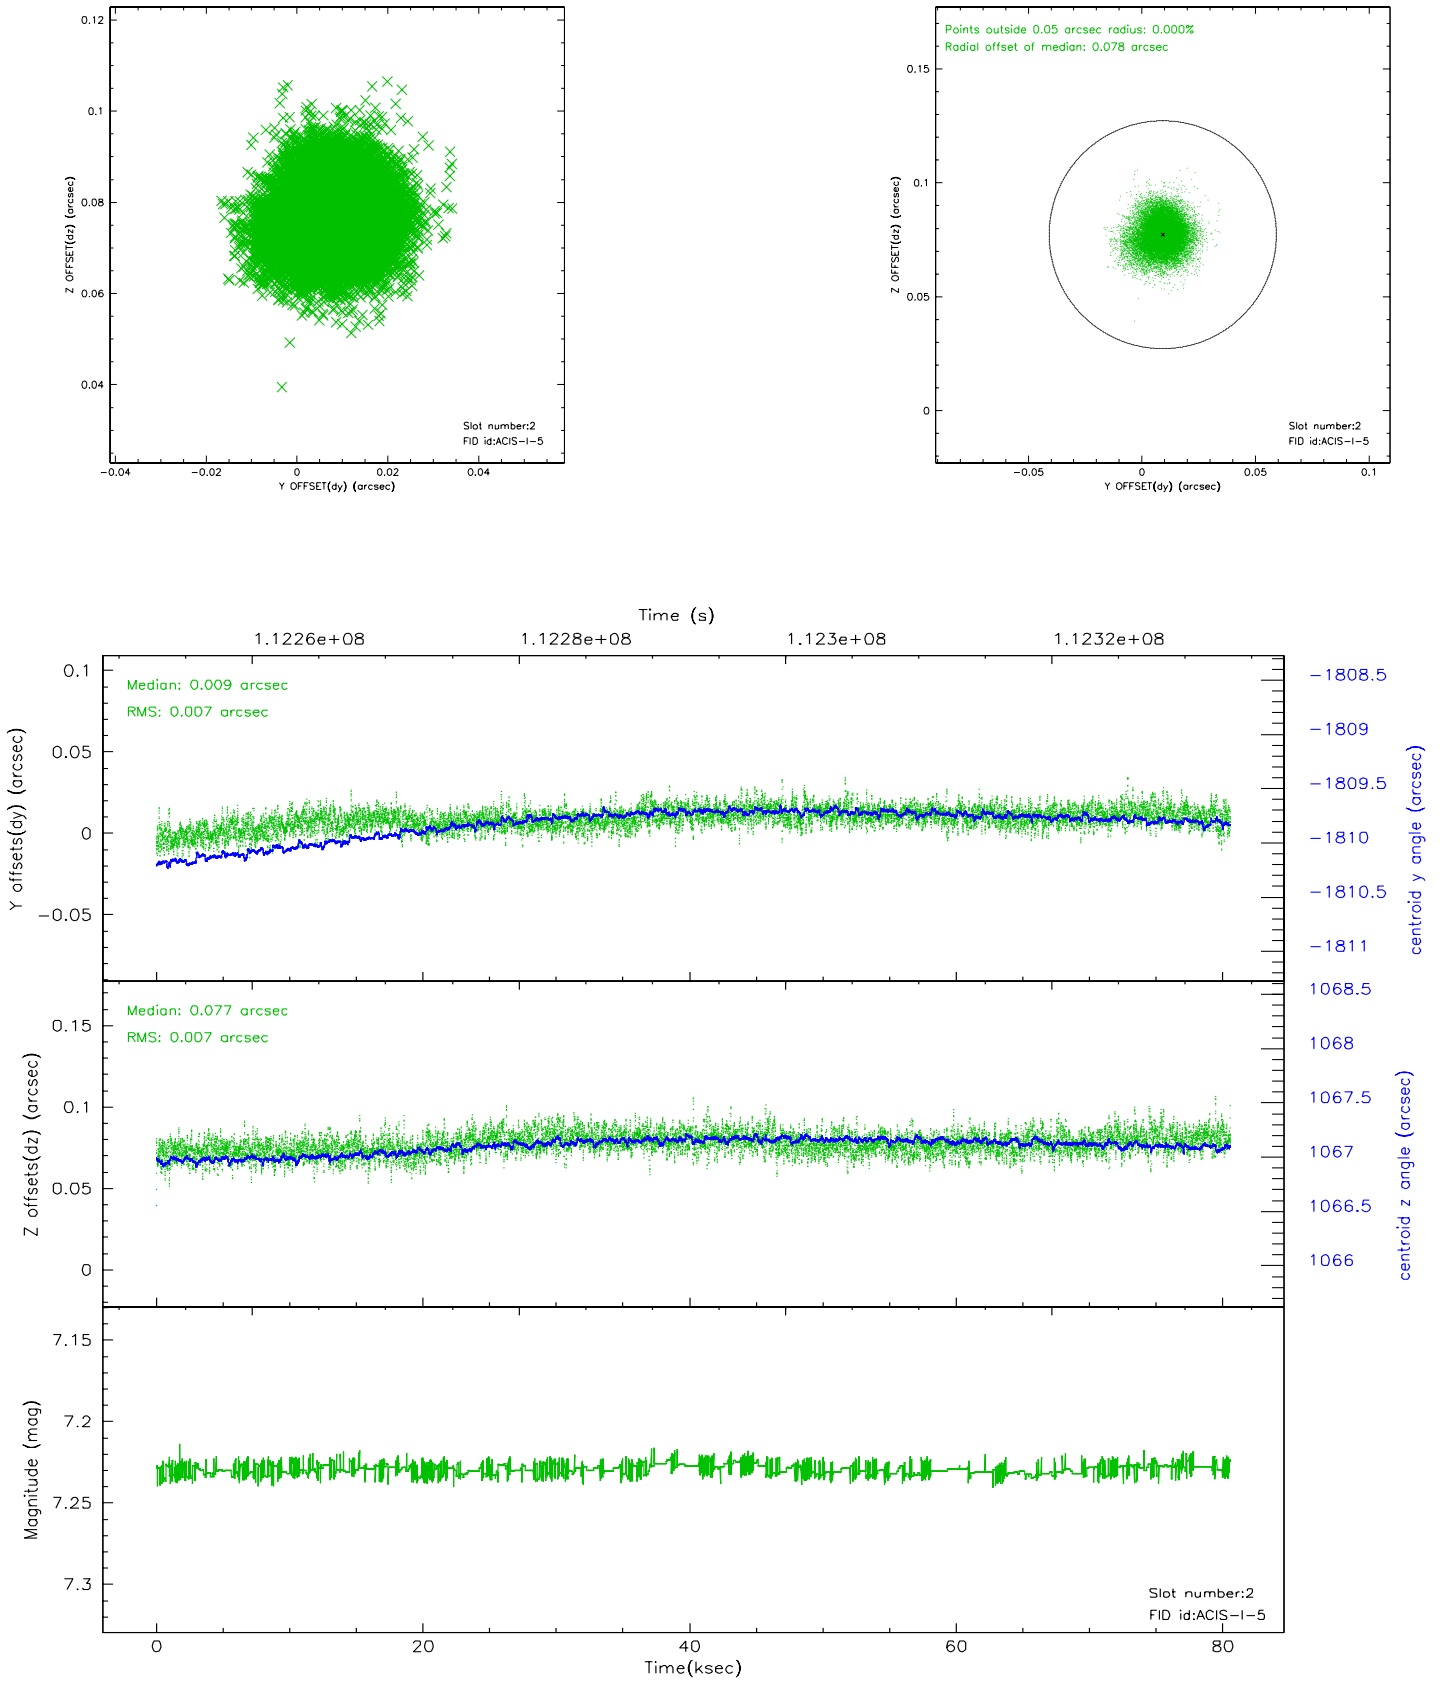 0.12
0.1
0.08
0.06
0.04
Z OFFSET(dz) (arcsec)
Slot number:2
FID id:ACIS-I-5
-0.04
-0.02
0
0.02
0.04
Y OFFSET(dy) (arcsec)
Points outside 0.05 arcsec radius: 0.000%
Radial offset of median: 0.078 arcsec
0.15
0.1
0.05
0
Z OFFSET(dz) (arcsec)
Slot number:2
FID id:ACIS-I-5
-0.05
0
0.05
0.1
Y OFFSET(dy) (arcsec)
Time (s)
1.1226e+08
1.1228e+08
1.123e+08
1.1232e+08
Median: 0.009 arcsec
RMS: 0.007 arcsec
0.1
0.05
0
-0.05
Y offsets(dy) (arcsec)
-1808.5
-1809
-1809.5
-1810
-1810.5
-1811
centroid y angle (arcsec)
Median: 0.077 arcsec
RMS: 0.007 arcsec
0.15
0.1
0.05
0
Z offsets(dz) (arcsec)
1068.5
1068
1067.5
1067
1066.5
1066
centroid z angle (arcsec)
7.15
7.2
7.25
7.3
Magnitude (mag)
Slot number:2
FID id:ACIS-I-5
0
20
40
60
80
Time(ksec)